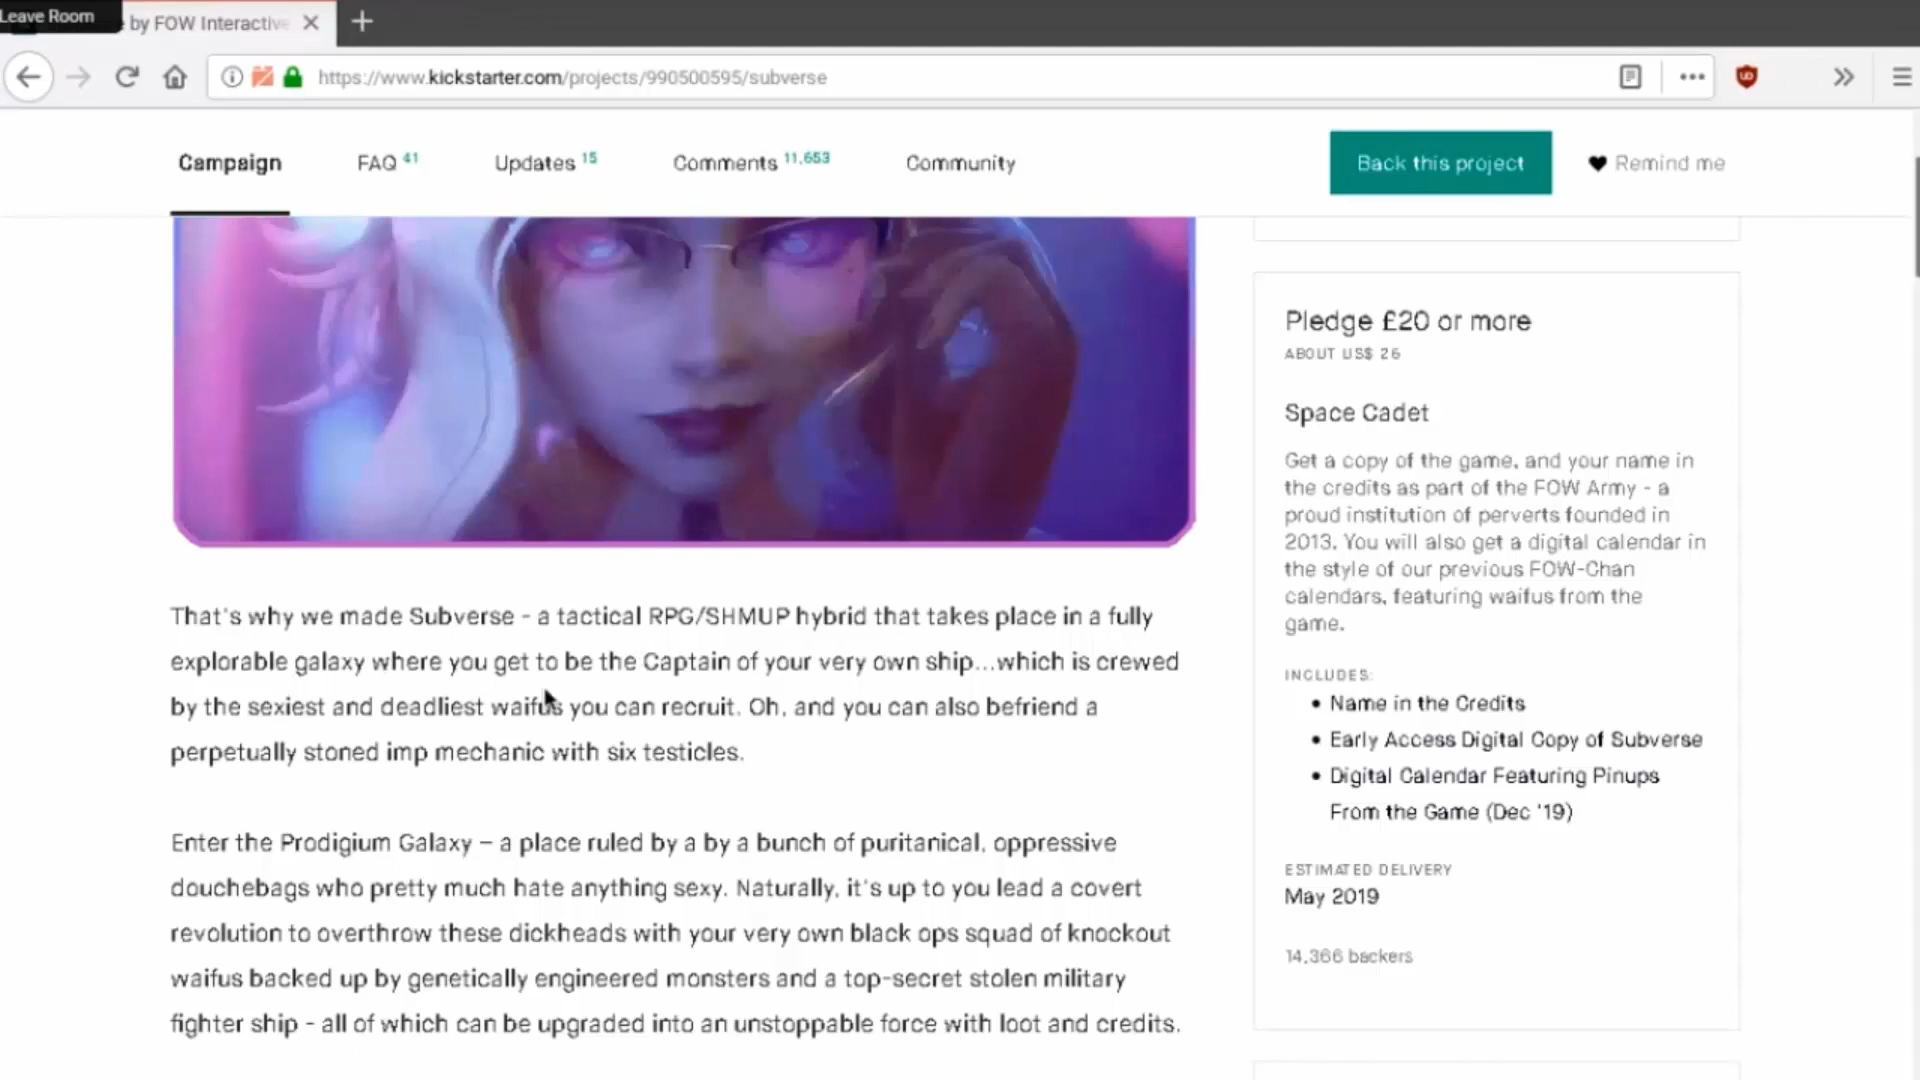 Leave Room
by FOW Interactive
https://www.kickstarter.com/projects/990500595/subverse
Campaign
FAQ 41
Updates 15
Comments 11,653
Community
Back this project
Remind me
That's why we made Subverse - a tactical RPG/SHMUP hybrid that takes place in a fully
explorable galaxy where you get to be the Captain of your very own ship...which is crewed
by the sexiest and deadliest waifus you can recruit. Oh, and you can also befriend a
perpetually stoned imp mechanic with six testicles.
Enter the Prodigium Galaxy – a place ruled by a by a bunch of puritanical, oppressive
douchebags who pretty much hate anything sexy. Naturally, it's up to you lead a covert
revolution to overthrow these dickheads with your very own black ops squad of knockout
waifus backed up by genetically engineered monsters and a top-secret stolen military
fighter ship - all of which can be upgraded into an unstoppable force with loot and credits.
Pledge £20 or more
ABOUT US$ 26
Space Cadet
Get a copy of the game, and your name in
the credits as part of the FOW Army - a
proud institution of perverts founded in
2013. You will also get a digital calendar in
the style of our previous FOW-Chan
calendars, featuring waifus from the
game.
INCLUDES:
• Name in the Credits
• Early Access Digital Copy of Subverse
• Digital Calendar Featuring Pinups
From the Game (Dec '19)
ESTIMATED DELIVERY
May 2019
14,366 backers